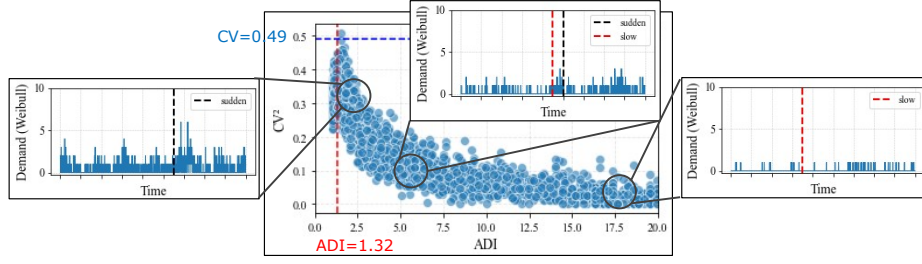 CV=0.49
0.5
0.4
0.3
0.2
0.1
0.0
CV²
0.0
2.5
5.0
7.5
10.0
12.5
15.0
17.5
20.0
ADI
ADI=1.32
10
5
0
Demand (Weibull)
Time
sudden
10
5
0
Demand (Weibull)
Time
sudden
slow
10
5
0
Demand (Weibull)
Time
slow